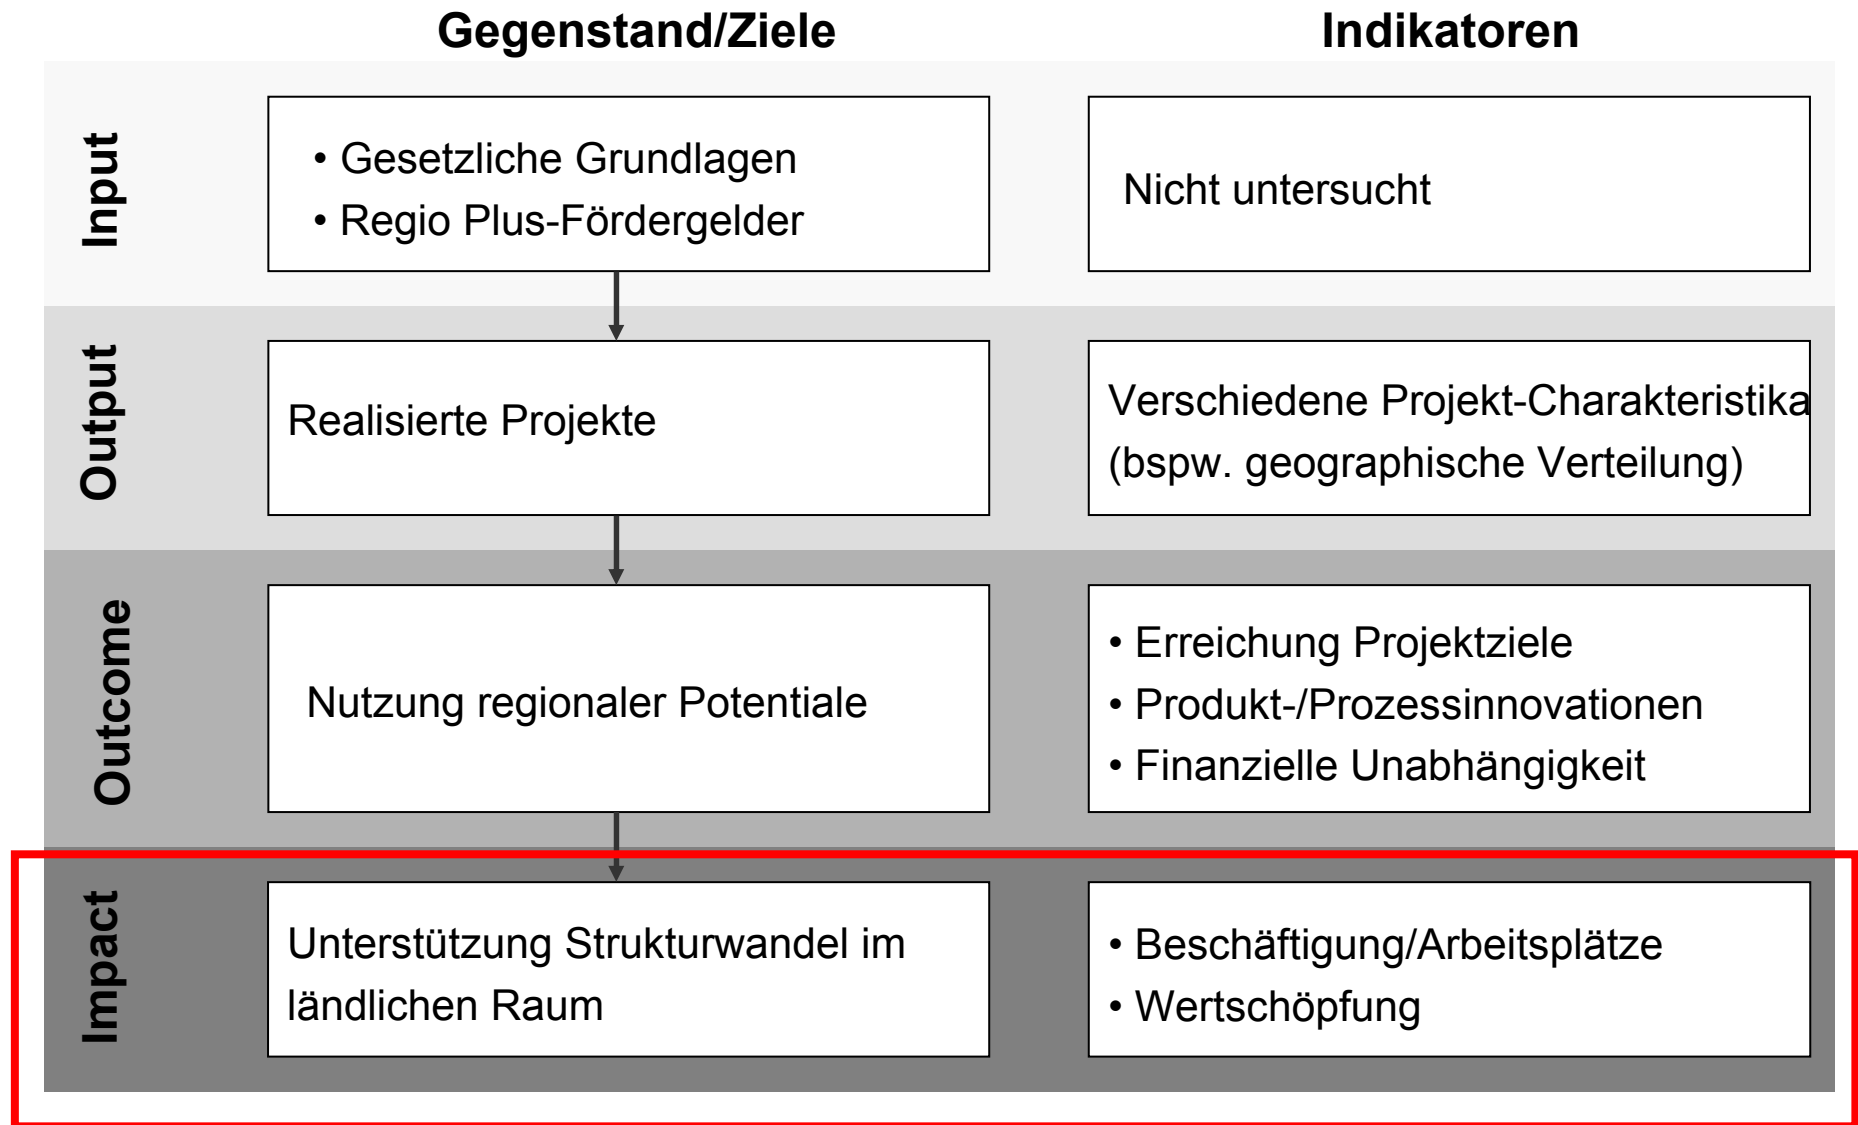 Gegenstand/Ziele
Indikatoren
Input
• Gesetzliche Grundlagen
• Regio Plus-Fördergelder
Nicht untersucht
Output
Realisierte Projekte
Verschiedene Projekt-Charakteristika
(bspw. geographische Verteilung)
Outcome
Nutzung regionaler Potentiale
• Erreichung Projektziele
• Produkt-/Prozessinnovationen
• Finanzielle Unabhängigkeit
Impact
Unterstützung Strukturwandel im
ländlichen Raum
• Beschäftigung/Arbeitsplätze
• Wertschöpfung